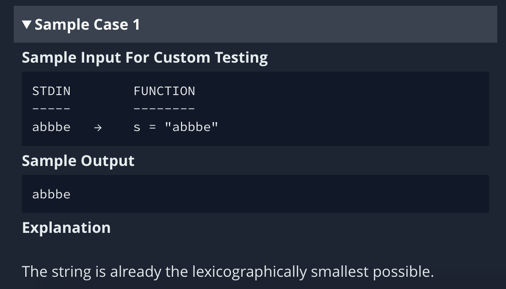 ▼ Sample Case 1
Sample Input For Custom Testing
STDIN        FUNCTION
-----        --------
abbbe   →    s = "abbbe"
Sample Output
abbbe
Explanation
The string is already the lexicographically smallest possible.